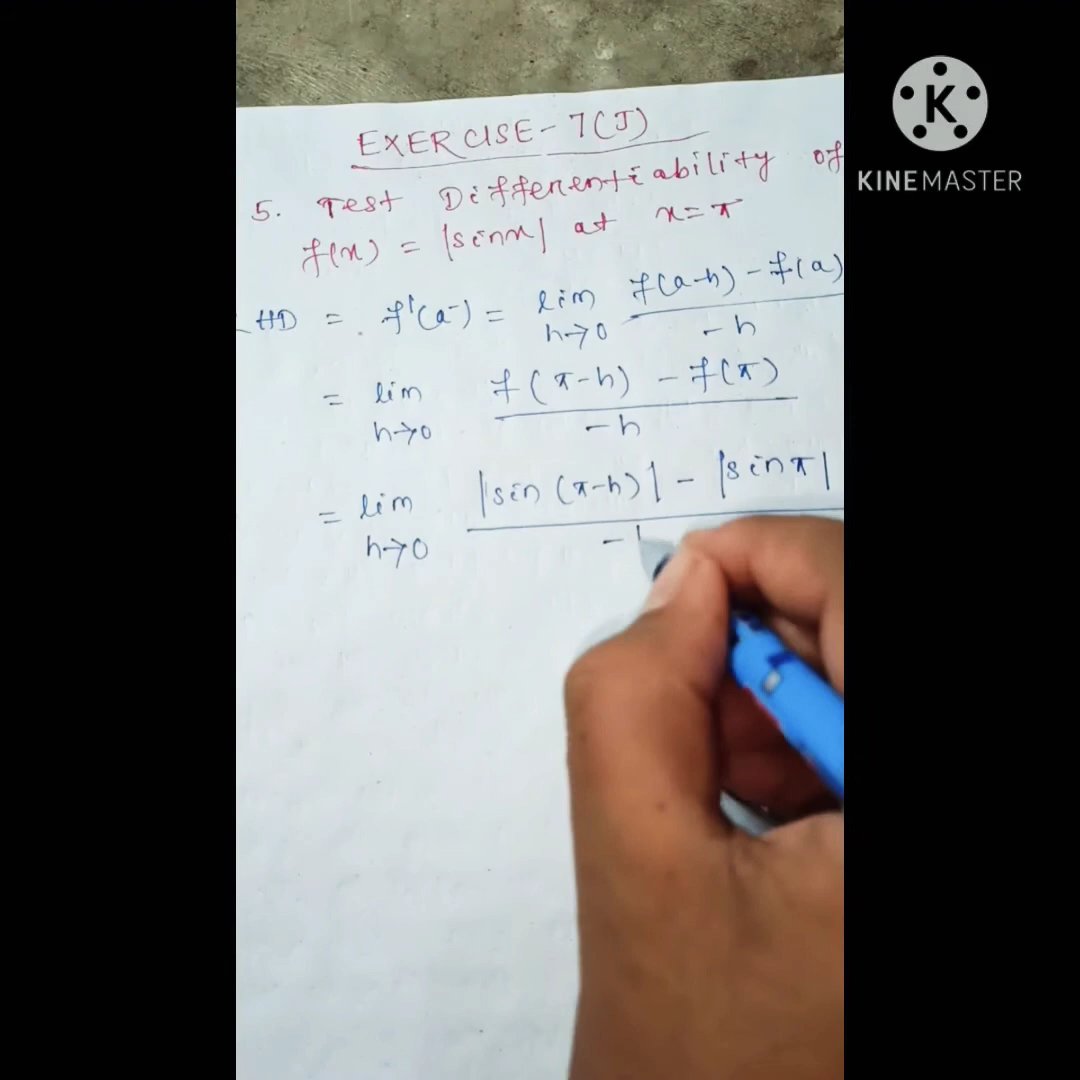 EXERCISE - 7(J)
5. Test Differentiability of
f(x) = |sinx| at x = π
LHD = f'(a-) = lim h→0 f(a-h) - f(a) / -h
= lim h→0 f(π-h) - f(π) / -h
= lim h→0 |sin(π-h)| - |sinπ| / -
K
KINEMASTER